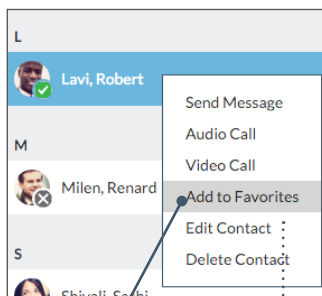 L
Lavi, Robert
Send Message
Audio Call
M
Video Call
Milen, Renard
Add to Favorites
Edit Contact
S
Delete Contact